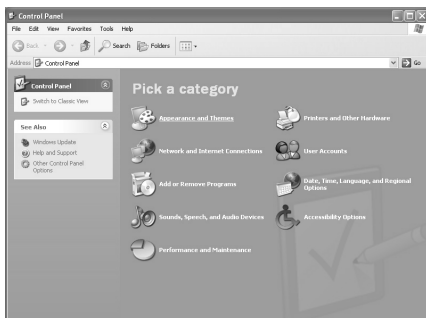 Control Panel
File Edit View Favorites Tools Help
Back Search Folders
Address Control Panel Go
Control Panel
Switch to Classic View
See Also
Windows Update
Help and Support
Other Control Panel
Options
Pick a category
Appearance and Themes
Printers and Other Hardware
Network and Internet Connections
User Accounts
Add or Remove Programs
Date, Time, Language, and Regional
Options
Sounds, Speech, and Audio Devices
Accessibility Options
Performance and Maintenance